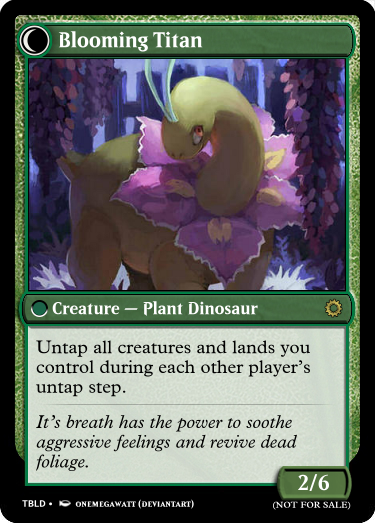 Blooming Titan
Creature — Plant Dinosaur
Untap all creatures and lands you
control during each other player's
untap step.
It's breath has the power to soothe
aggressive feelings and revive dead
foliage.
2/6
TBLD • ONEMEGAWATT (DEVIANTART)
(NOT FOR SALE)